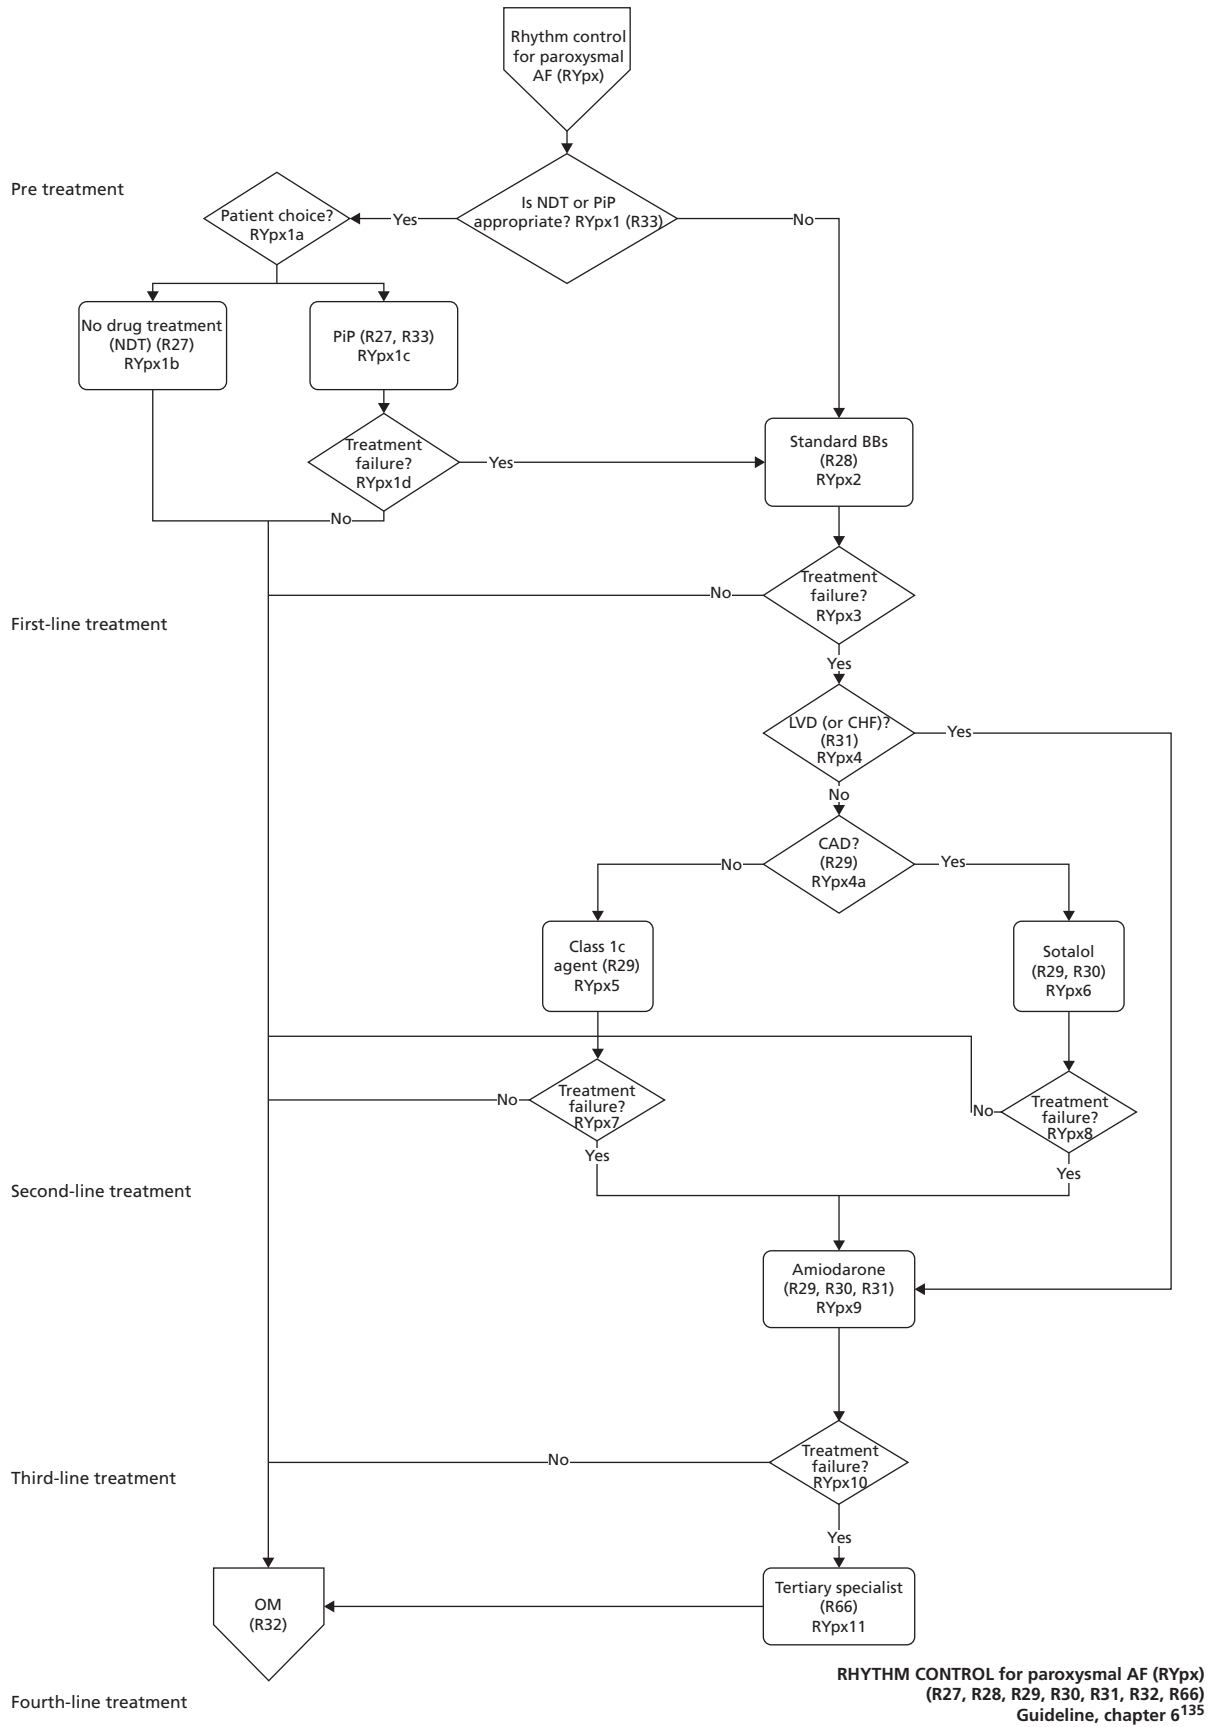 Rhythm control
for paroxysmal
AF (RYpx)
Pre treatment
Is NDT or PiP
appropriate? RYpx1 (R33)
Yes
No
Patient choice?
RYpx1a
No drug treatment
(NDT) (R27)
RYpx1b
PiP (R27, R33)
RYpx1c
Treatment
failure?
RYpx1d
Yes
No
Standard BBs
(R28)
RYpx2
Treatment
failure?
RYpx3
No
Yes
First-line treatment
LVD (or CHF)?
(R31)
RYpx4
Yes
No
CAD?
(R29)
RYpx4a
No
Yes
Class 1c
agent (R29)
RYpx5
Sotalol
(R29, R30)
RYpx6
Treatment
failure?
RYpx7
No
Yes
Treatment
failure?
RYpx8
No
Yes
Second-line treatment
Amiodarone
(R29, R30, R31)
RYpx9
Treatment
failure?
RYpx10
No
Yes
Third-line treatment
OM
(R32)
Tertiary specialist
(R66)
RYpx11
Fourth-line treatment
RHYTHM CONTROL for paroxysmal AF (RYpx)
(R27, R28, R29, R30, R31, R32, R66)
Guideline, chapter 6135